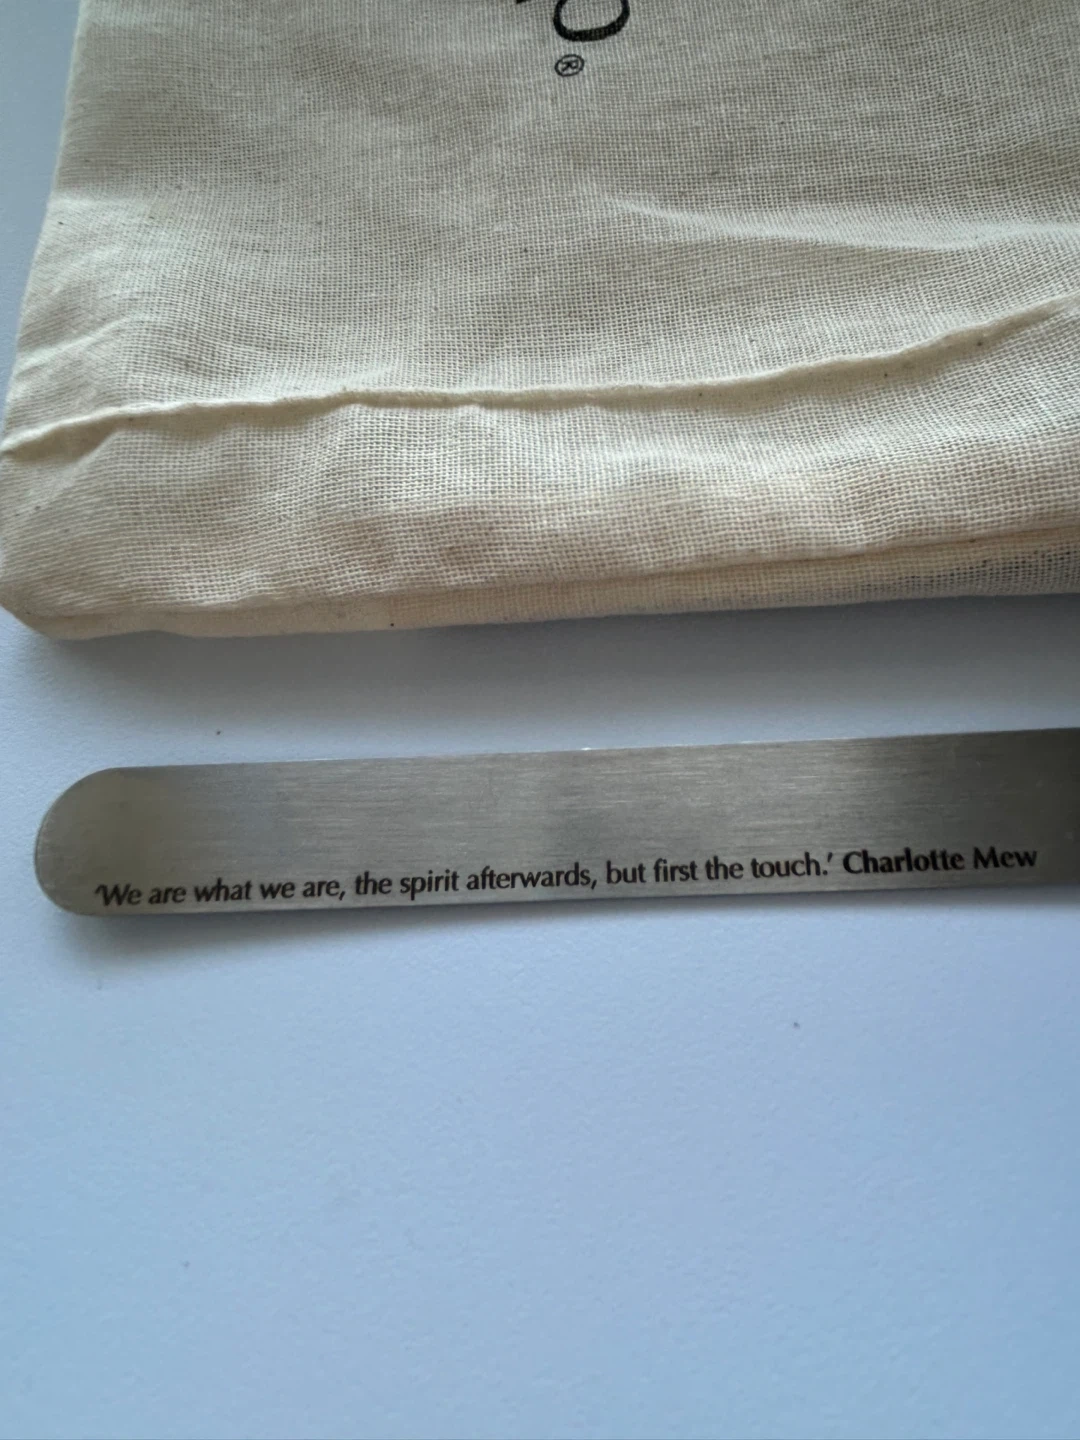 ®
'We are what we are, the spirit afterwards, but first the touch.' Charlotte Mew